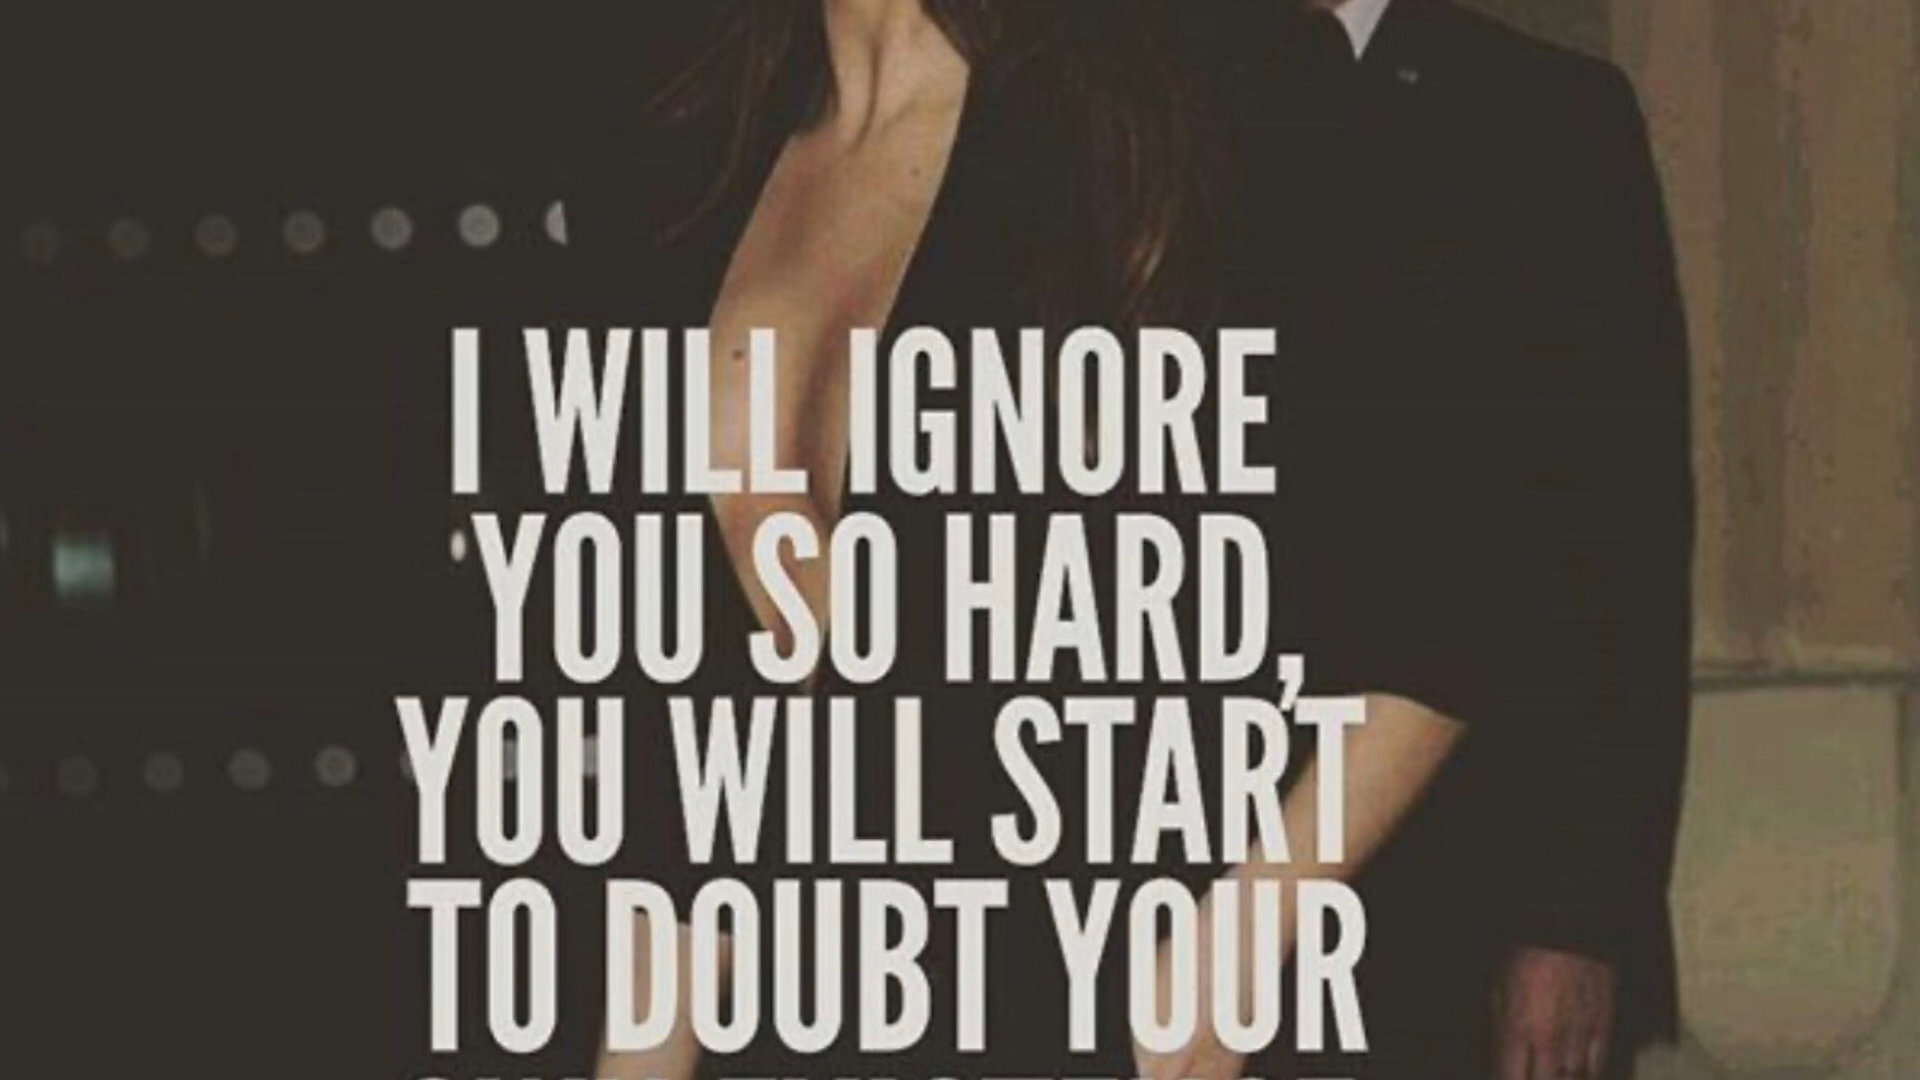 I WILL IGNORE
YOU SO HARD,
YOU WILL START
TO DOUBT YOUR